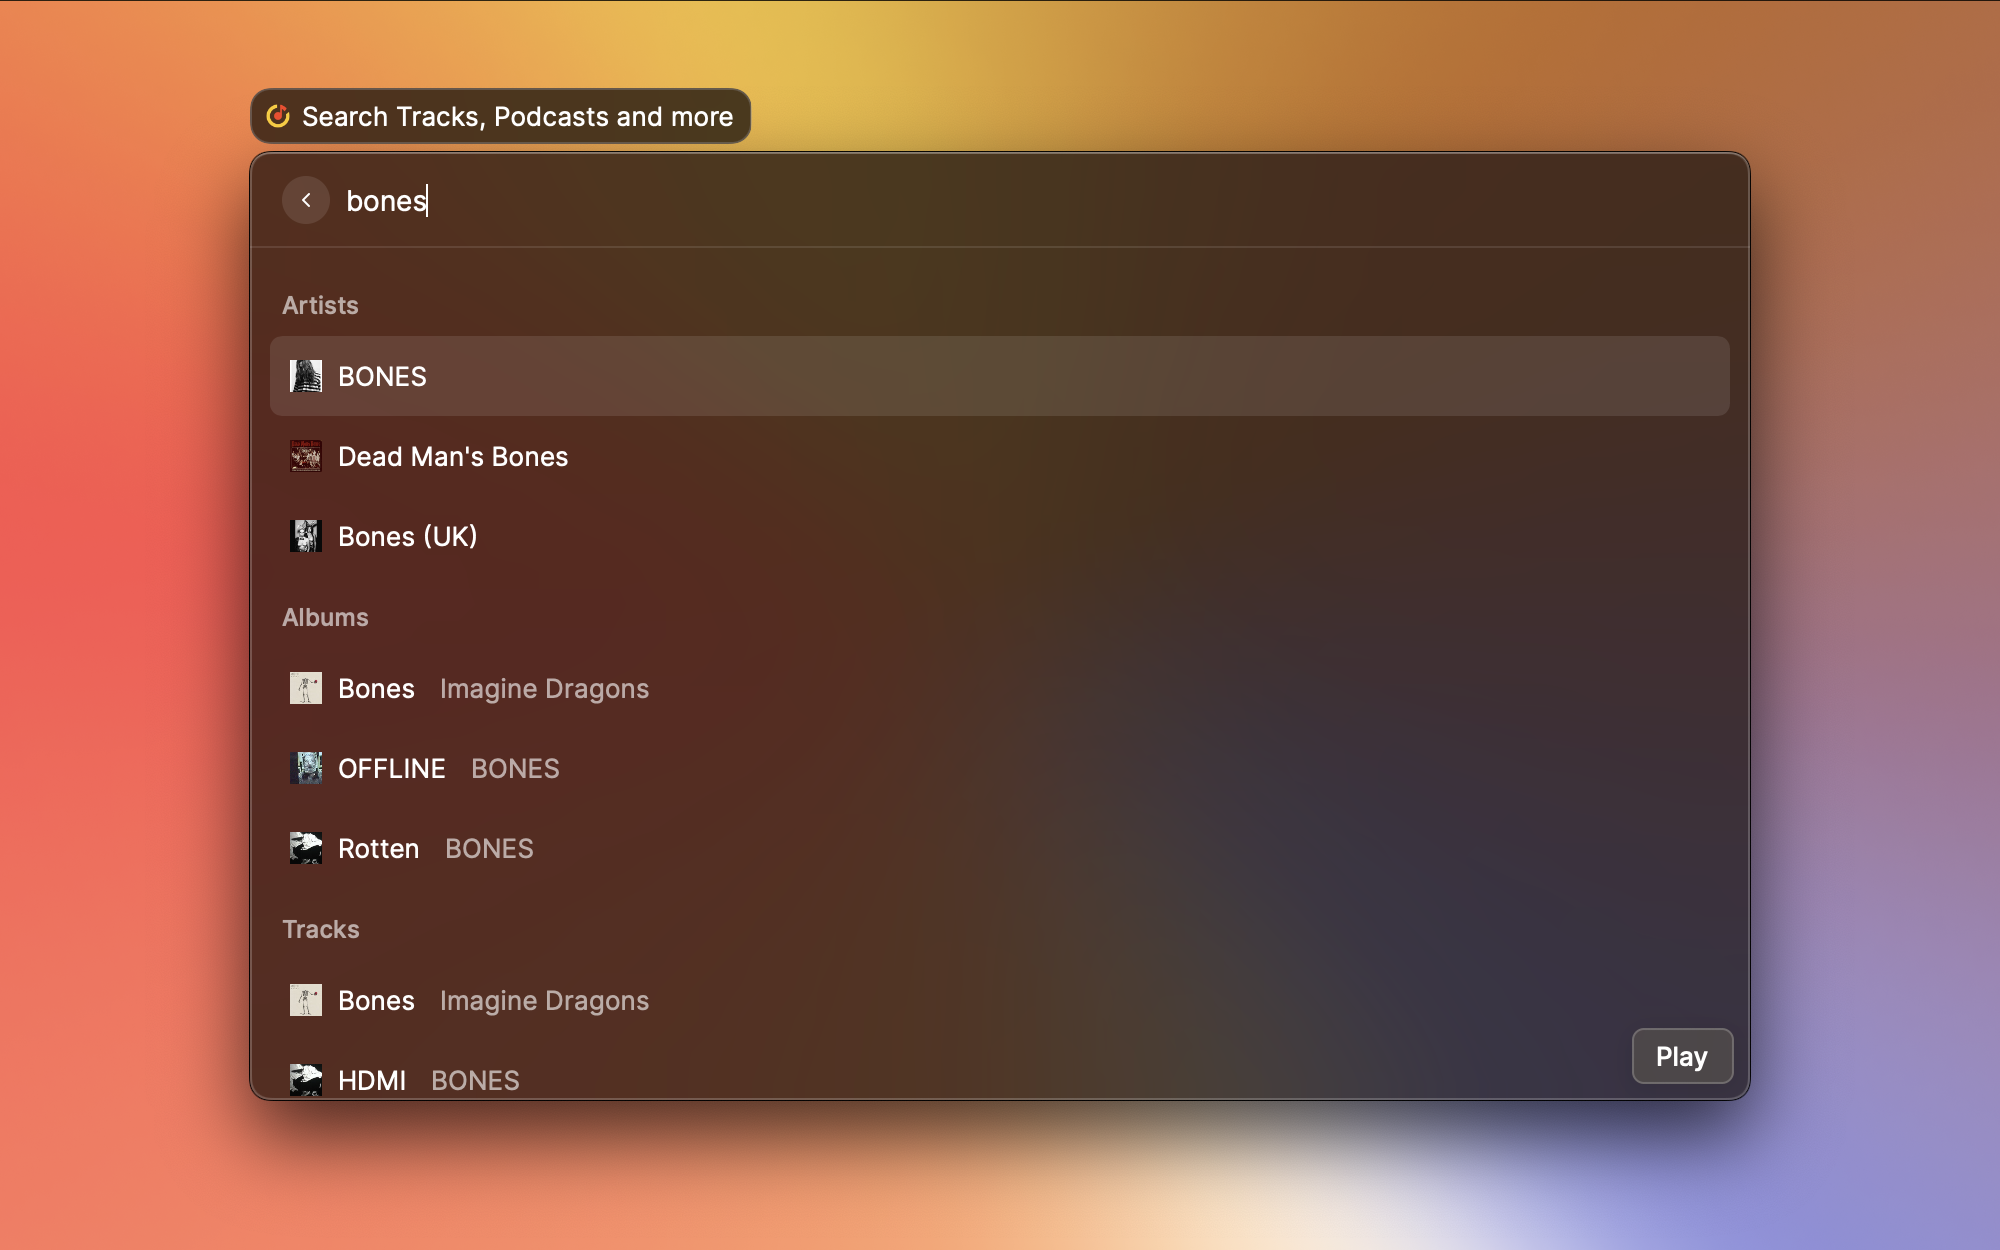 Search Tracks, Podcasts and more
bones
Artists
BONES
Dead Man's Bones
Bones (UK)
Albums
Bones Imagine Dragons
OFFLINE BONES
Rotten BONES
Tracks
Bones Imagine Dragons
HDMI BONES
Play